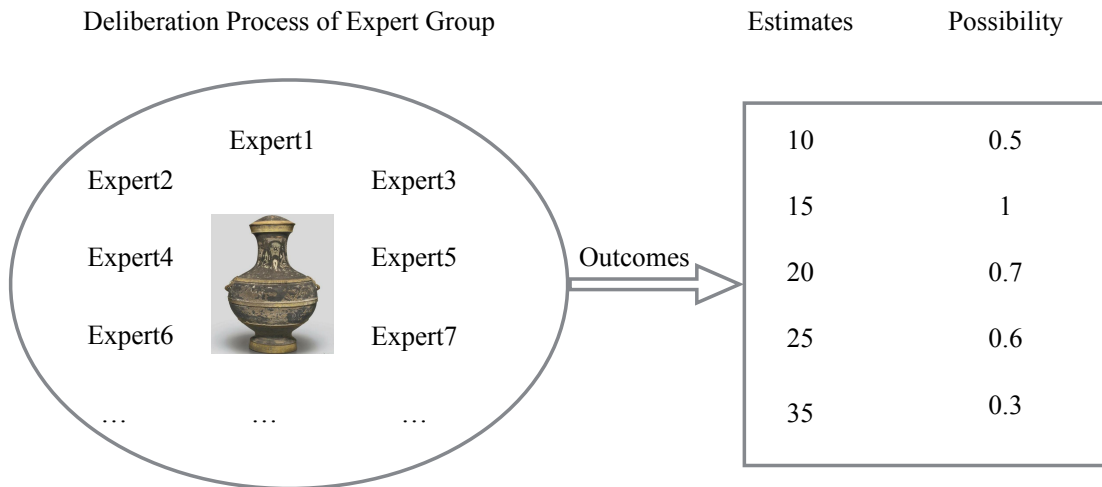 Deliberation Process of Expert Group
Estimates Possibility
Expert1
Expert2 Expert3
Expert4 Expert5
Expert6 Expert7
… … …
Outcomes
10 0.5
15 1
20 0.7
25 0.6
35 0.3